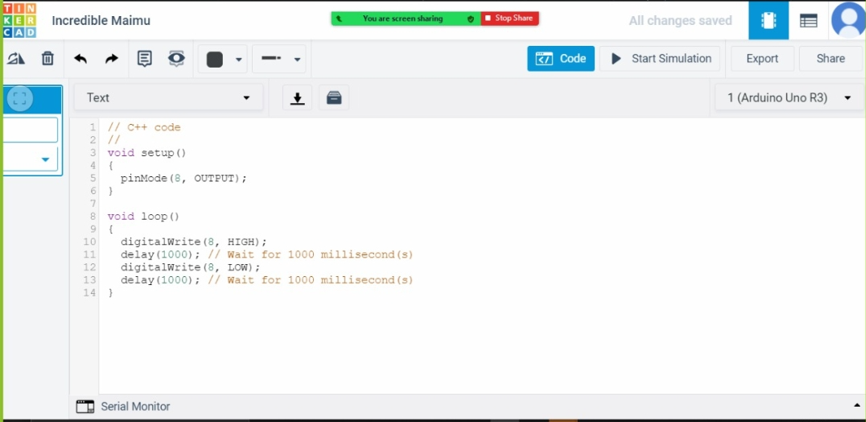 TIN
KER
CAD
Incredible Maimu
You are screen sharing
Stop Share
All changes saved
Code
Start Simulation
Export
Share
Text
1 (Arduino Uno R3)
1 // C++ code
2 //
3 void setup()
4 {
5 pinMode(8, OUTPUT);
6 }
7
8 void loop()
9 {
10 digitalWrite(8, HIGH);
11 delay(1000); // Wait for 1000 millisecond(s)
12 digitalWrite(8, LOW);
13 delay(1000); // Wait for 1000 millisecond(s)
14 }
Serial Monitor